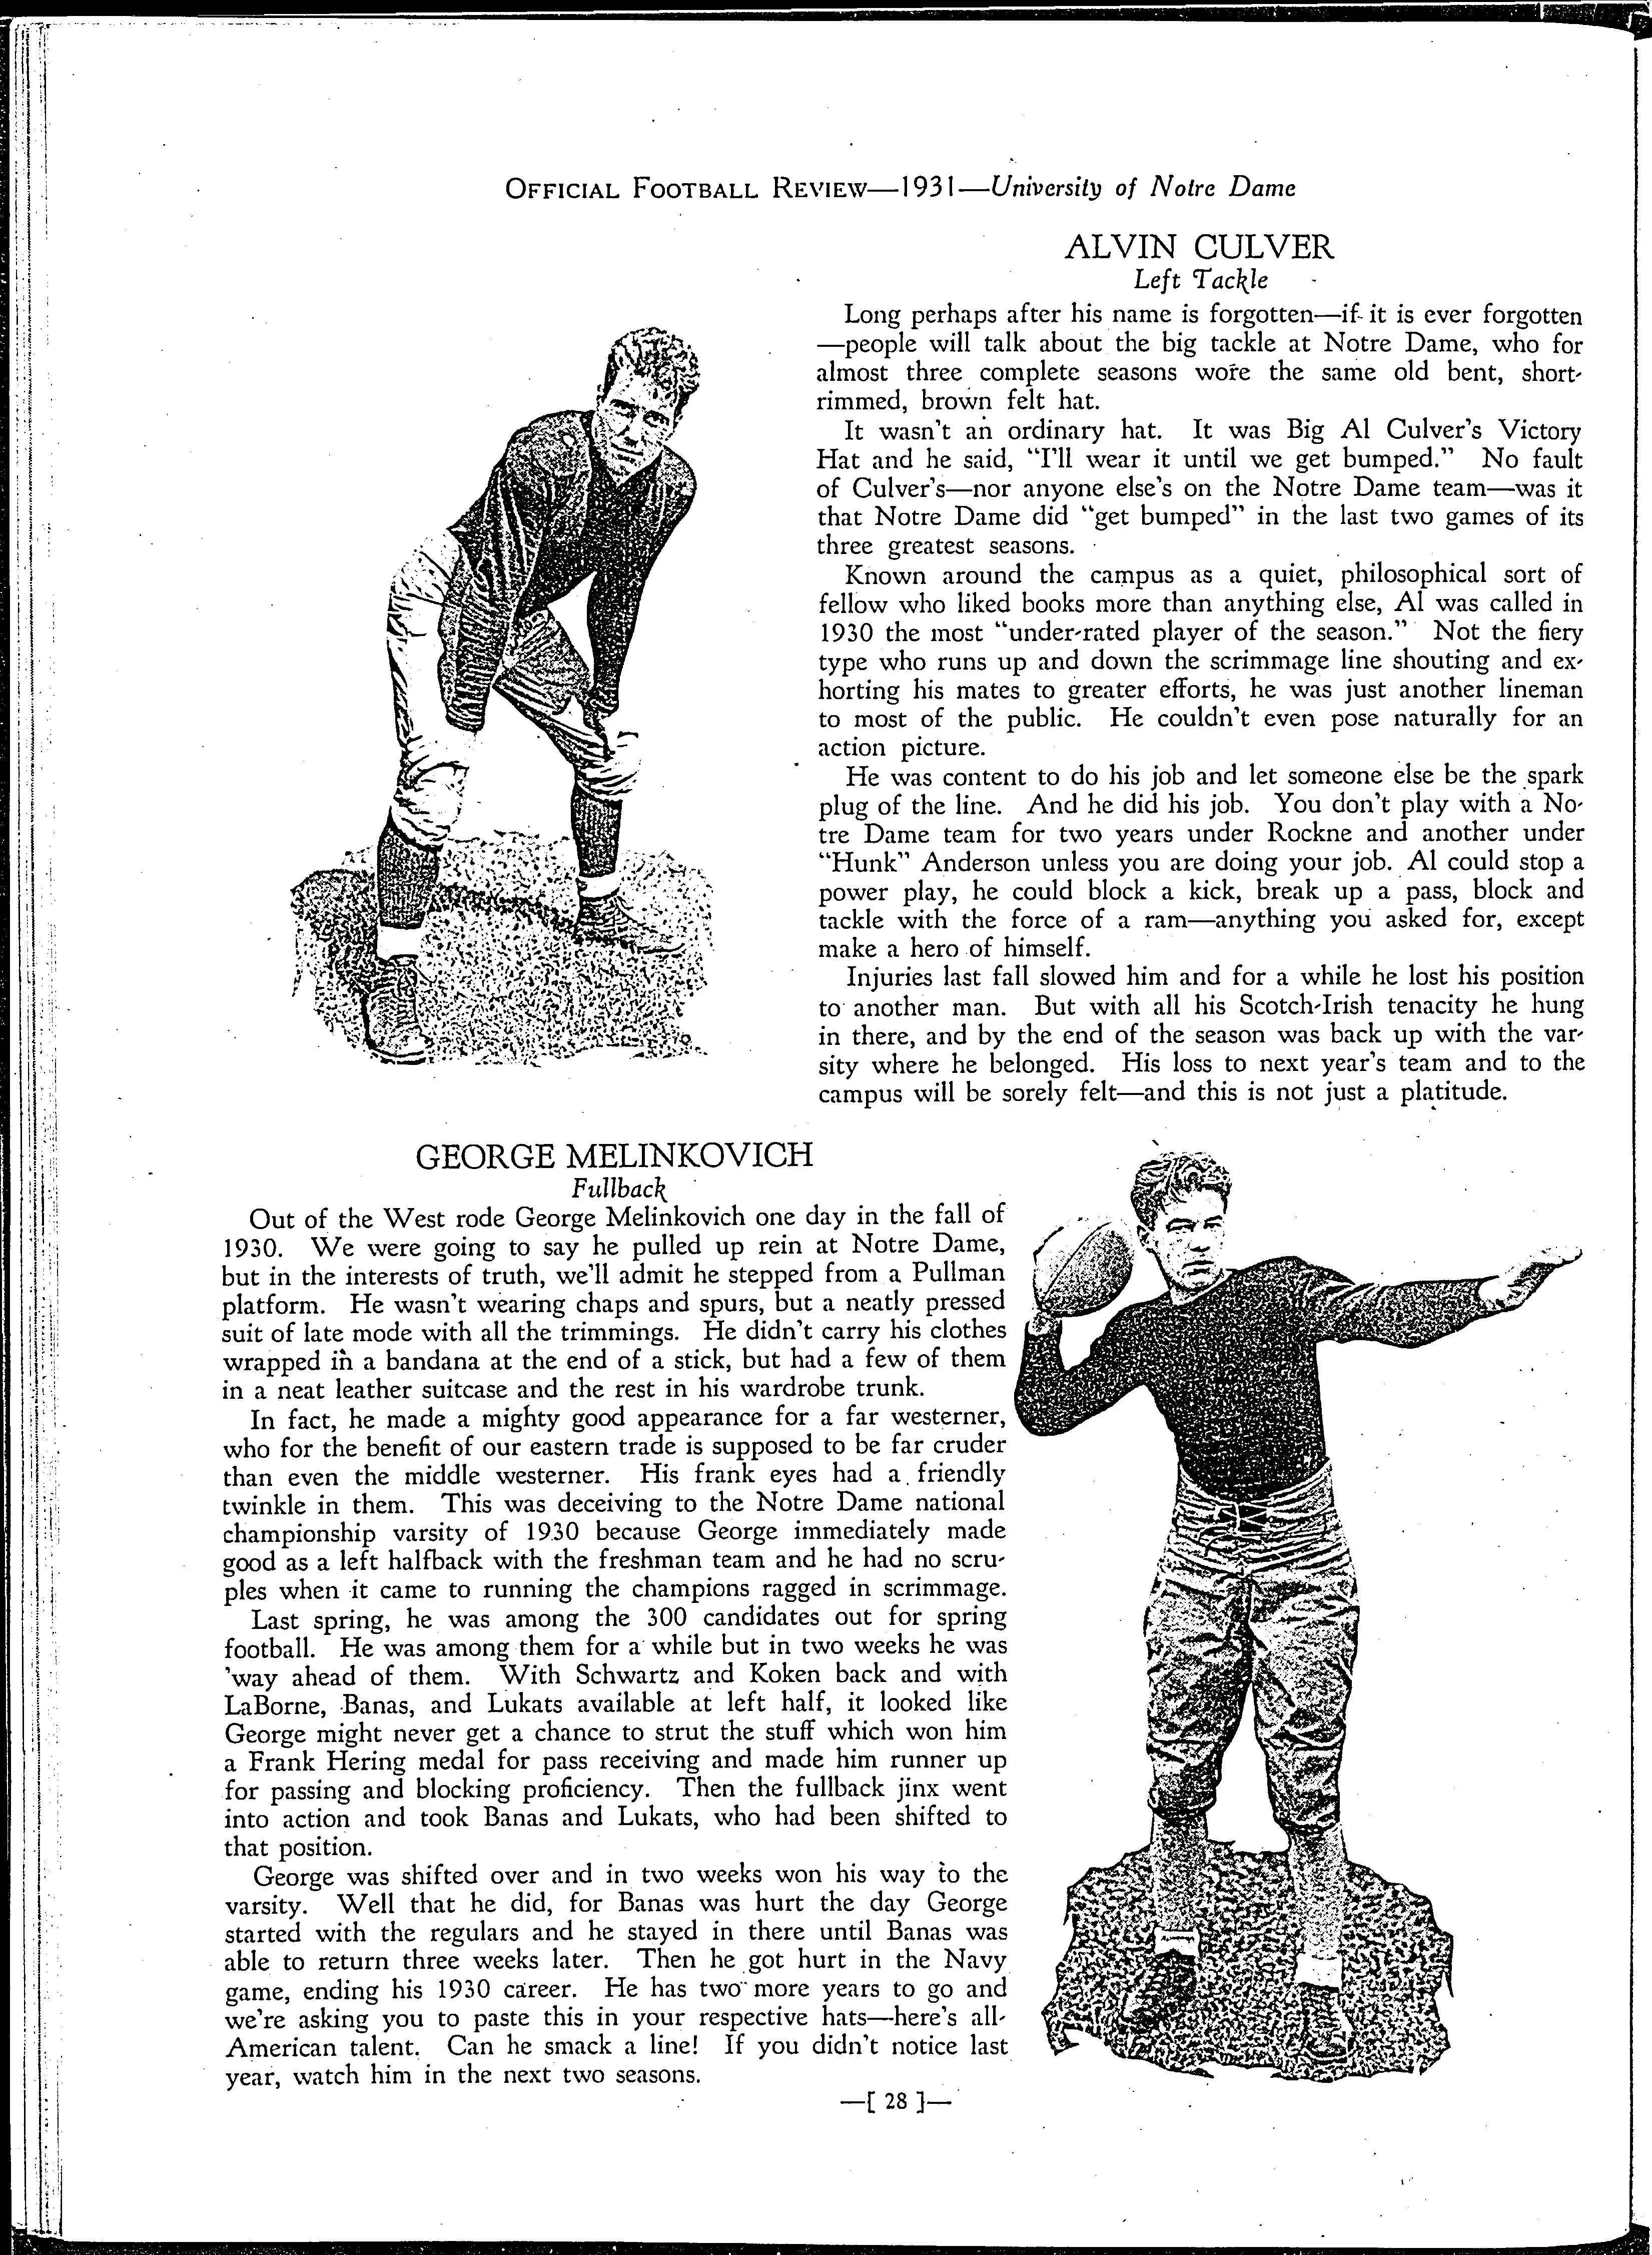 OFFICIAL FOOTBALL REVIEW—1931—University of Notre Dame
ALVIN CULVER
Left Tackle
Long perhaps after his name is forgotten—if it is ever forgotten
—people will talk about the big tackle at Notre Dame, who for
almost three complete seasons wore the same old bent, short-
rimmed, brown felt hat.
It wasn't an ordinary hat. It was Big Al Culver's Victory
Hat and he said, "I'll wear it until we get bumped." No fault
of Culver's—nor anyone else's on the Notre Dame team—was it
that Notre Dame did "get bumped" in the last two games of its
three greatest seasons.
Known around the campus as a quiet, philosophical sort of
fellow who liked books more than anything else, Al was called in
1930 the most "under-rated player of the season." Not the fiery
type who runs up and down the scrimmage line shouting and ex-
horting his mates to greater efforts, he was just another lineman
to most of the public. He couldn't even pose naturally for an
action picture.
He was content to do his job and let someone else be the spark
plug of the line. And he did his job. You don't play with a No-
tre Dame team for two years under Rockne and another under
"Hunk" Anderson unless you are doing your job. Al could stop a
power play, he could block a kick, break up a pass, block and
tackle with the force of a ram—anything you asked for, except
make a hero of himself.
Injuries last fall slowed him and for a while he lost his position
to another man. But with all his Scotch-Irish tenacity he hung
in there, and by the end of the season was back up with the var-
sity where he belonged. His loss to next year's team and to the
campus will be sorely felt—and this is not just a platitude.
GEORGE MELINKOVICH
Fullback
Out of the West rode George Melinkovich one day in the fall of
1930. We were going to say he pulled up rein at Notre Dame,
but in the interests of truth, we'll admit he stepped from a Pullman
platform. He wasn't wearing chaps and spurs, but a neatly pressed
suit of late mode with all the trimmings. He didn't carry his clothes
wrapped in a bandana at the end of a stick, but had a few of them
in a neat leather suitcase and the rest in his wardrobe trunk.
In fact, he made a mighty good appearance for a far westerner,
who for the benefit of our eastern trade is supposed to be far cruder
than even the middle westerner. His frank eyes had a friendly
twinkle in them. This was deceiving to the Notre Dame national
championship varsity of 1930 because George immediately made
good as a left halfback with the freshman team and he had no scru-
ples when it came to running the champions ragged in scrimmage.
Last spring, he was among the 300 candidates out for spring
football. He was among them for a while but in two weeks he was
'way ahead of them. With Schwartz and Koken back and with
LaBorne, Banas, and Lukats available at left half, it looked like
George might never get a chance to strut the stuff which won him
a Frank Hering medal for pass receiving and made him runner up
for passing and blocking proficiency. Then the fullback jinx went
into action and took Banas and Lukats, who had been shifted to
that position.
George was shifted over and in two weeks won his way to the
varsity. Well that he did, for Banas was hurt the day George
started with the regulars and he stayed in there until Banas was
able to return three weeks later. Then he got hurt in the Navy
game, ending his 1930 career. He has two more years to go and
we're asking you to paste this in your respective hats—here's all-
American talent. Can he smack a line! If you didn't notice last
year, watch him in the next two seasons.
—[ 28 ]—